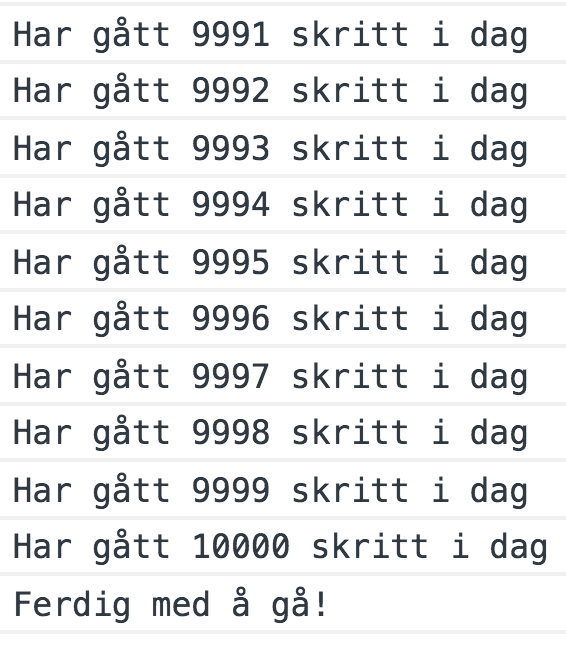 Har gått 9991 skritt i dag
Har gått 9992 skritt i dag
Har gått 9993 skritt i dag
Har gått 9994 skritt i dag
Har gått 9995 skritt i dag
Har gått 9996 skritt i dag
Har gått 9997 skritt i dag
Har gått 9998 skritt i dag
Har gått 9999 skritt i dag
Har gått 10000 skritt i dag
Ferdig med å gå!